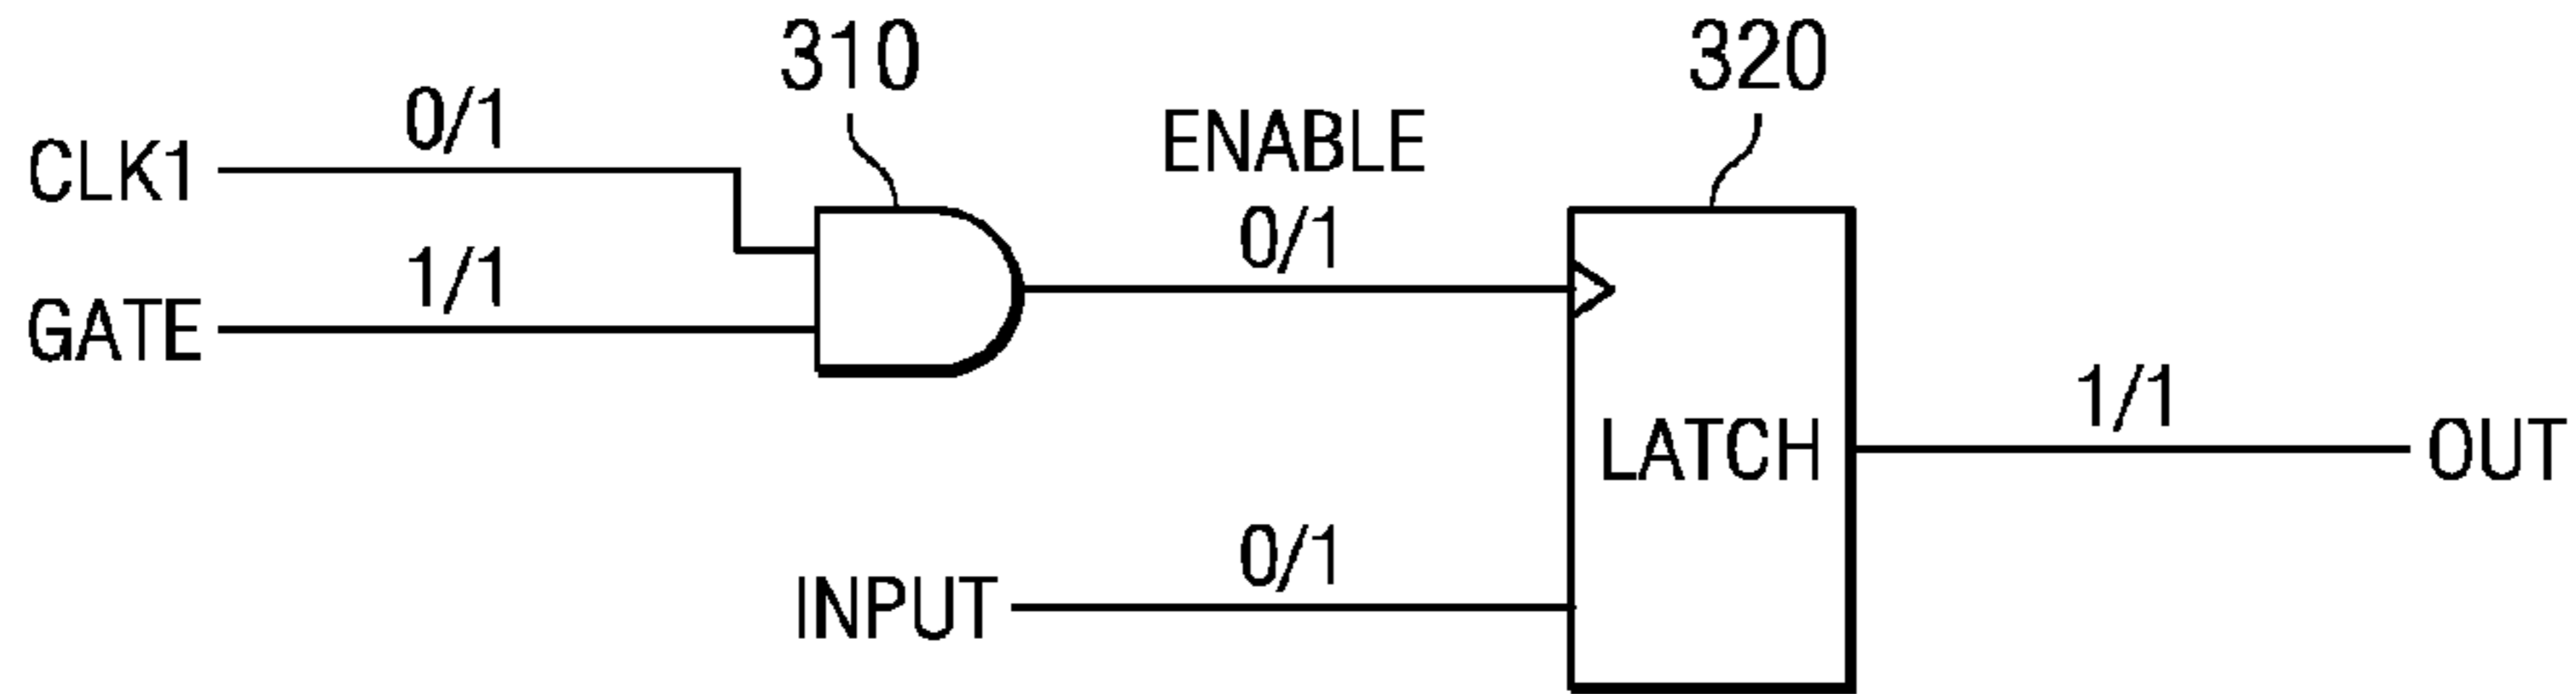 310
320
0/1
ENABLE
CLK1
0/1
1/1
GATE
1/1
LATCH
OUT
0/1
INPUT